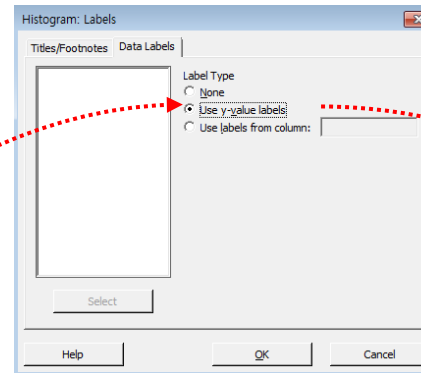 Histogram: Labels
Titles/Footnotes Data Labels
Label Type
None
Use y-value labels
Use labels from column:
Select
Help OK Cancel